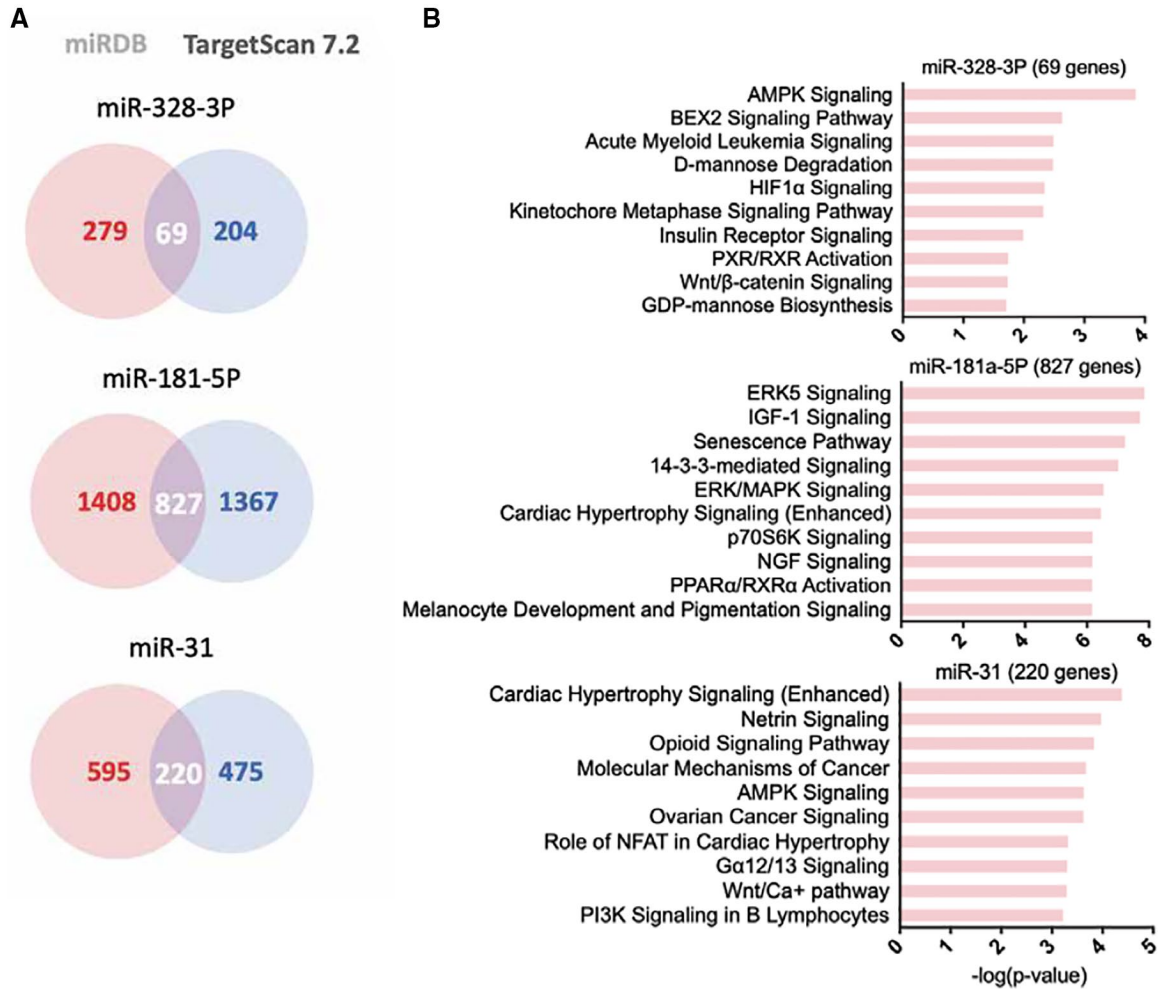 A
miRDB TargetScan 7.2
miR-328-3P
279 69 204
miR-181-5P
1408 827 1367
miR-31
595 220 475
B
miR-328-3P (69 genes)
AMPK Signaling
BEX2 Signaling Pathway
Acute Myeloid Leukemia Signaling
D-mannose Degradation
HIF1α Signaling
Kinetochore Metaphase Signaling Pathway
Insulin Receptor Signaling
PXR/RXR Activation
Wnt/β-catenin Signaling
GDP-mannose Biosynthesis
0 1 2 3 4
miR-181a-5P (827 genes)
ERK5 Signaling
IGF-1 Signaling
Senescence Pathway
14-3-3-mediated Signaling
ERK/MAPK Signaling
Cardiac Hypertrophy Signaling (Enhanced)
p70S6K Signaling
NGF Signaling
PPARα/RXRα Activation
Melanocyte Development and Pigmentation Signaling
0 2 4 6 8
miR-31 (220 genes)
Cardiac Hypertrophy Signaling (Enhanced)
Netrin Signaling
Opioid Signaling Pathway
Molecular Mechanisms of Cancer
AMPK Signaling
Ovarian Cancer Signaling
Role of NFAT in Cardiac Hypertrophy
Gα12/13 Signaling
Wnt/Ca+ pathway
PI3K Signaling in B Lymphocytes
0 1 2 3 4 5
-log(p-value)